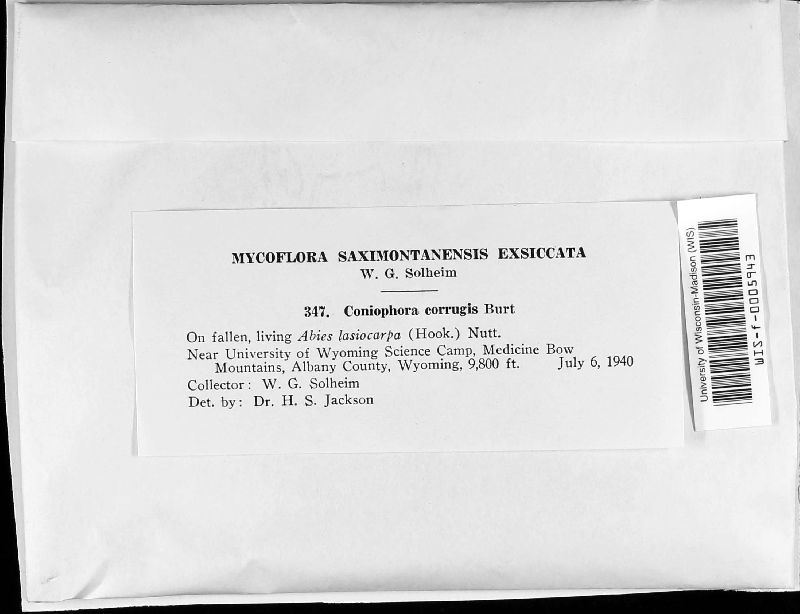 MYCOFLORA SAXIMONTANENSIS EXSICCATA
W. G. Solheim
347. Coniophora corrugis Burt
On fallen, living Abies lasiocarpa (Hook.) Nutt.
Near University of Wyoming Science Camp, Medicine Bow
Mountains, Albany County, Wyoming, 9,800 ft. July 6, 1940
Collector: W. G. Solheim
Det. by: Dr. H. S. Jackson
University of Wisconsin-Madison (WIS)
WIS-f-0005943